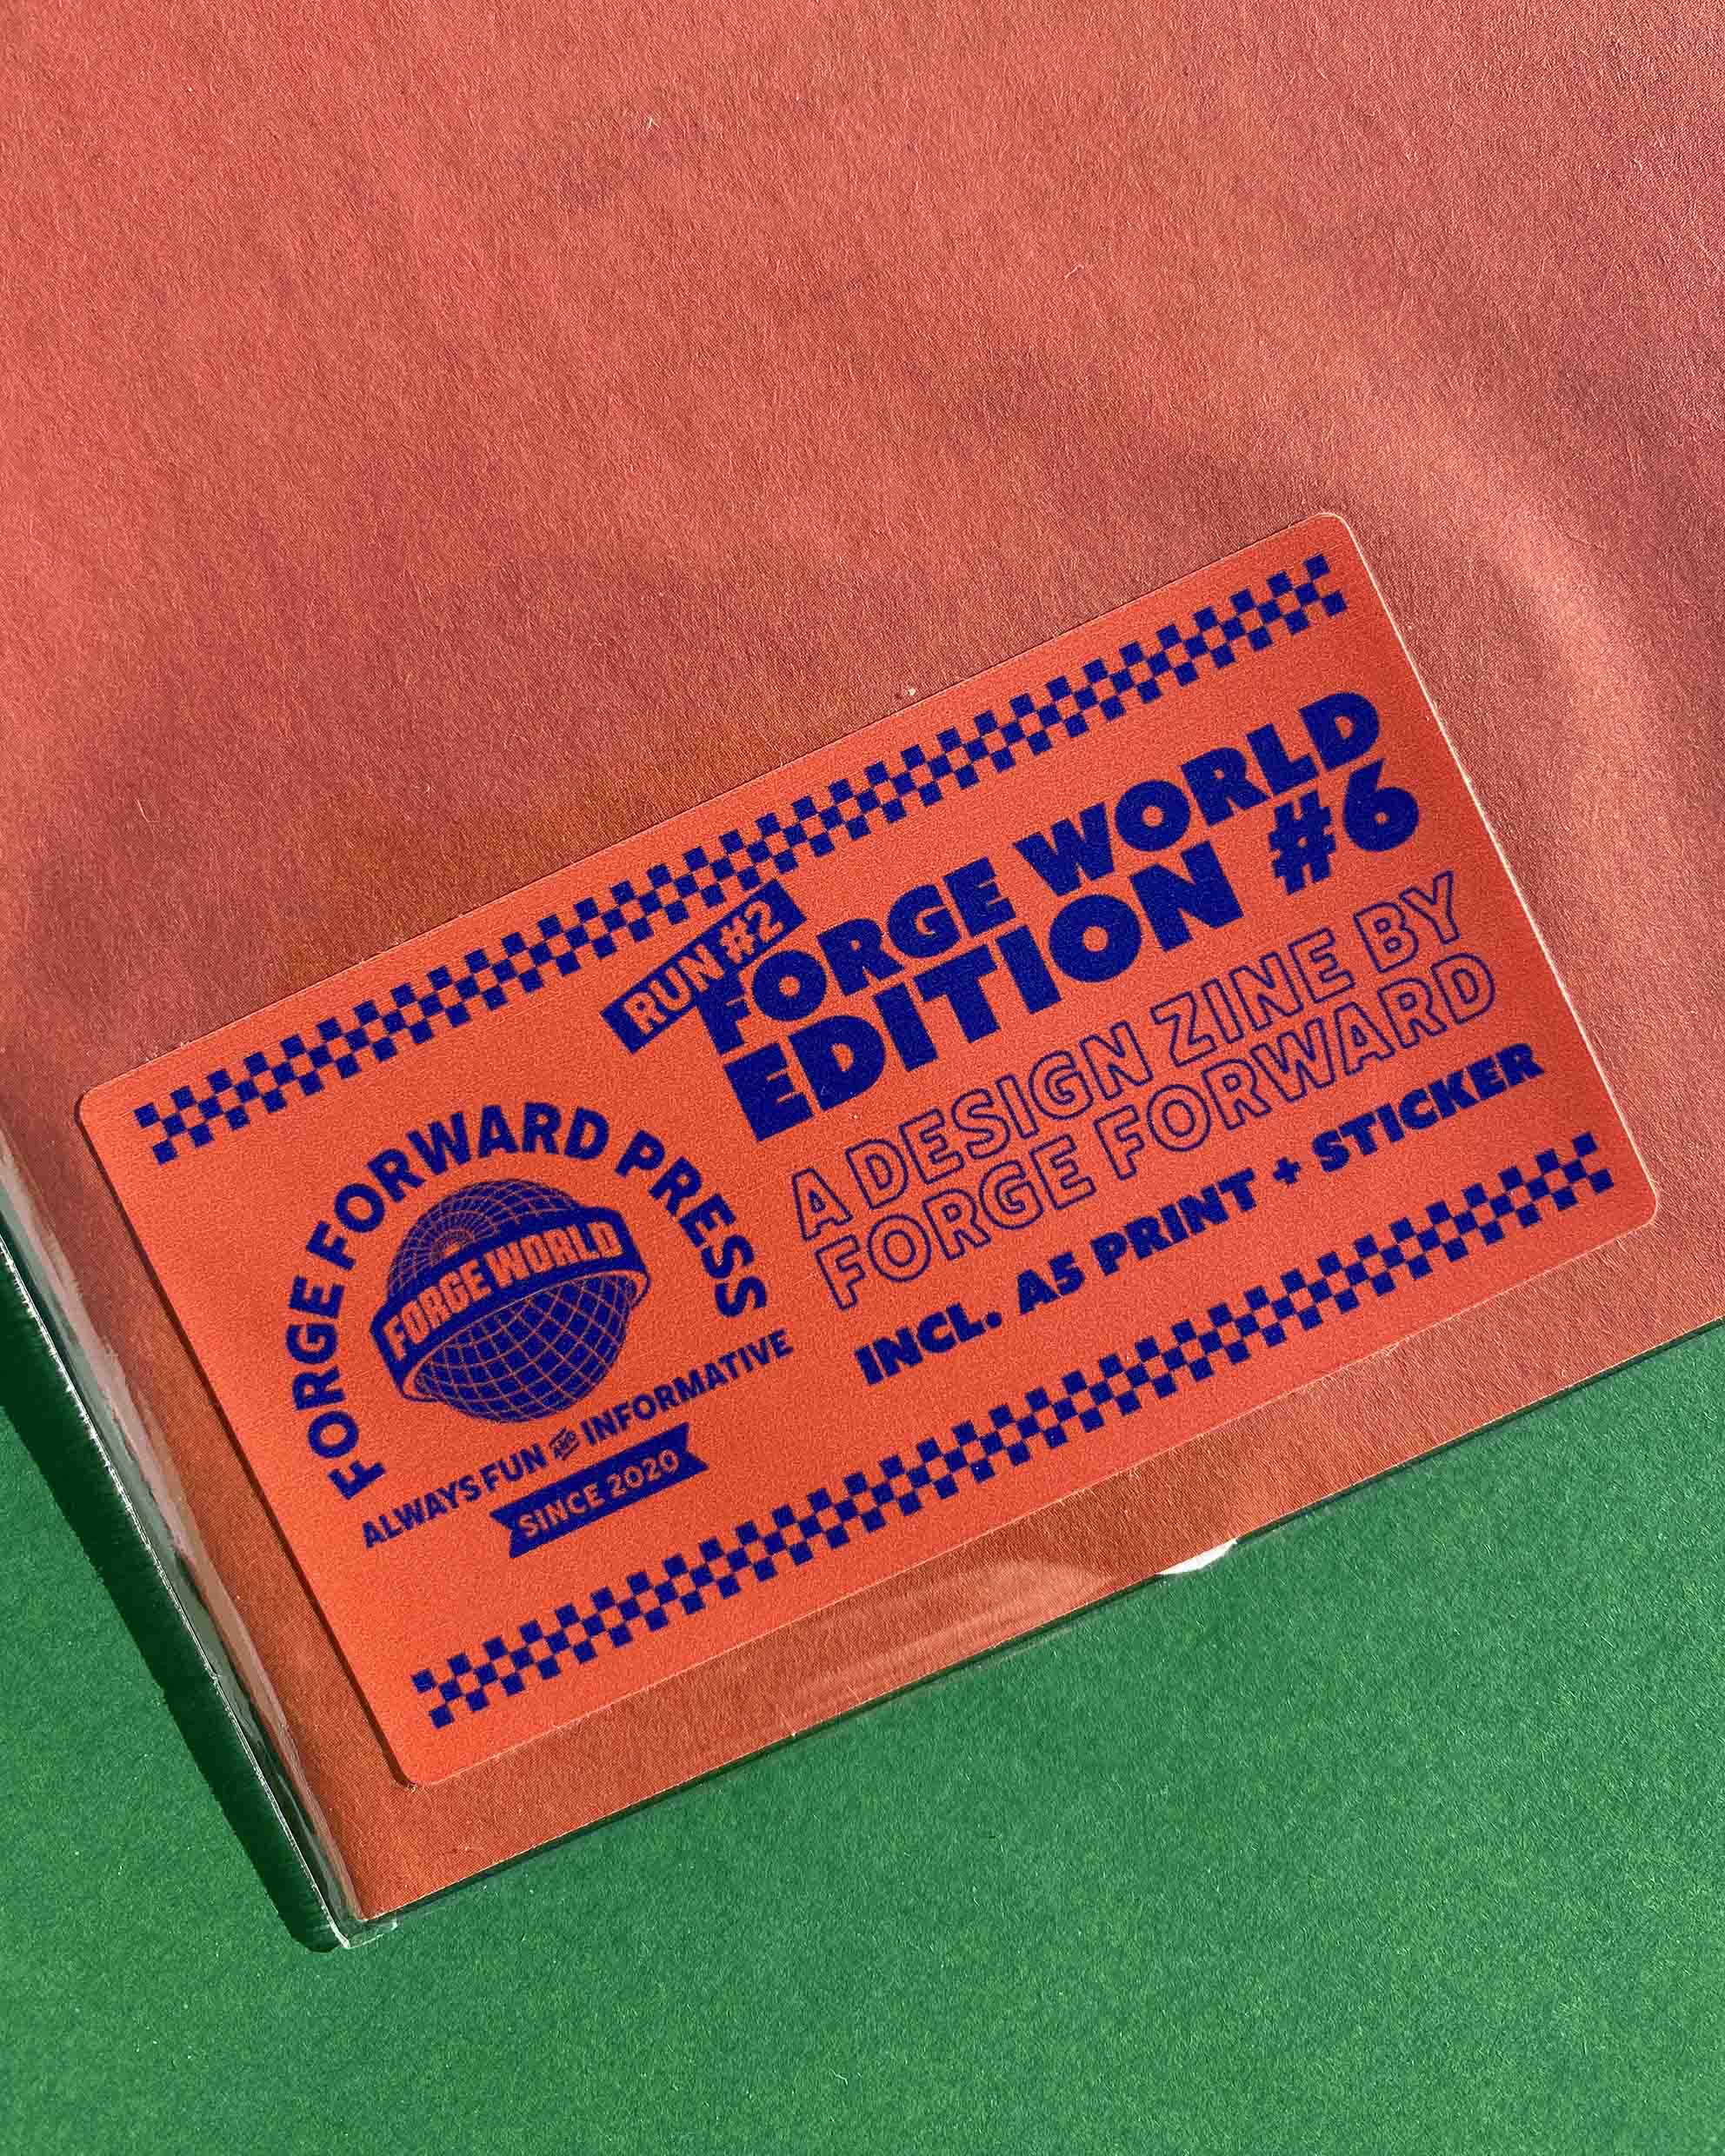 FORGE FORWARD PRESS
FORGE WORLD
ALWAYS FUN AND INFORMATIVE
SINCE 2020
RUN #2
FORGE WORLD
EDITION #6
A DESIGN ZINE BY
FORGE FORWARD
INCL. A5 PRINT + STICKER